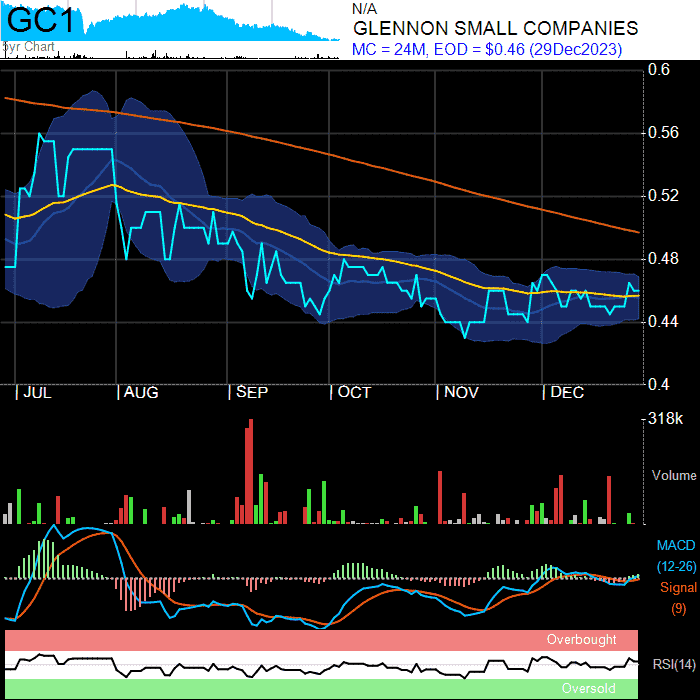 GC1
5yr Chart
N/A
GLENNON SMALL COMPANIES
MC = 24M, EOD = $0.46 (29Dec2023)
0.6
0.56
0.52
0.48
0.44
0.4
| JUL | AUG | SEP | OCT | NOV | DEC
318k
Volume
MACD
(12-26)
Signal
(9)
Overbought
RSI(14)
Oversold